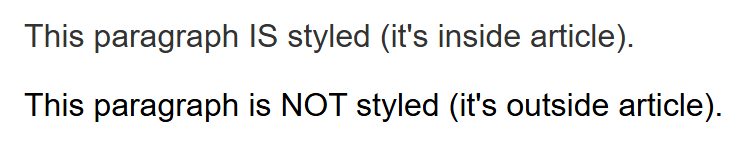 This paragraph IS styled (it's inside article).
This paragraph is NOT styled (it's outside article).